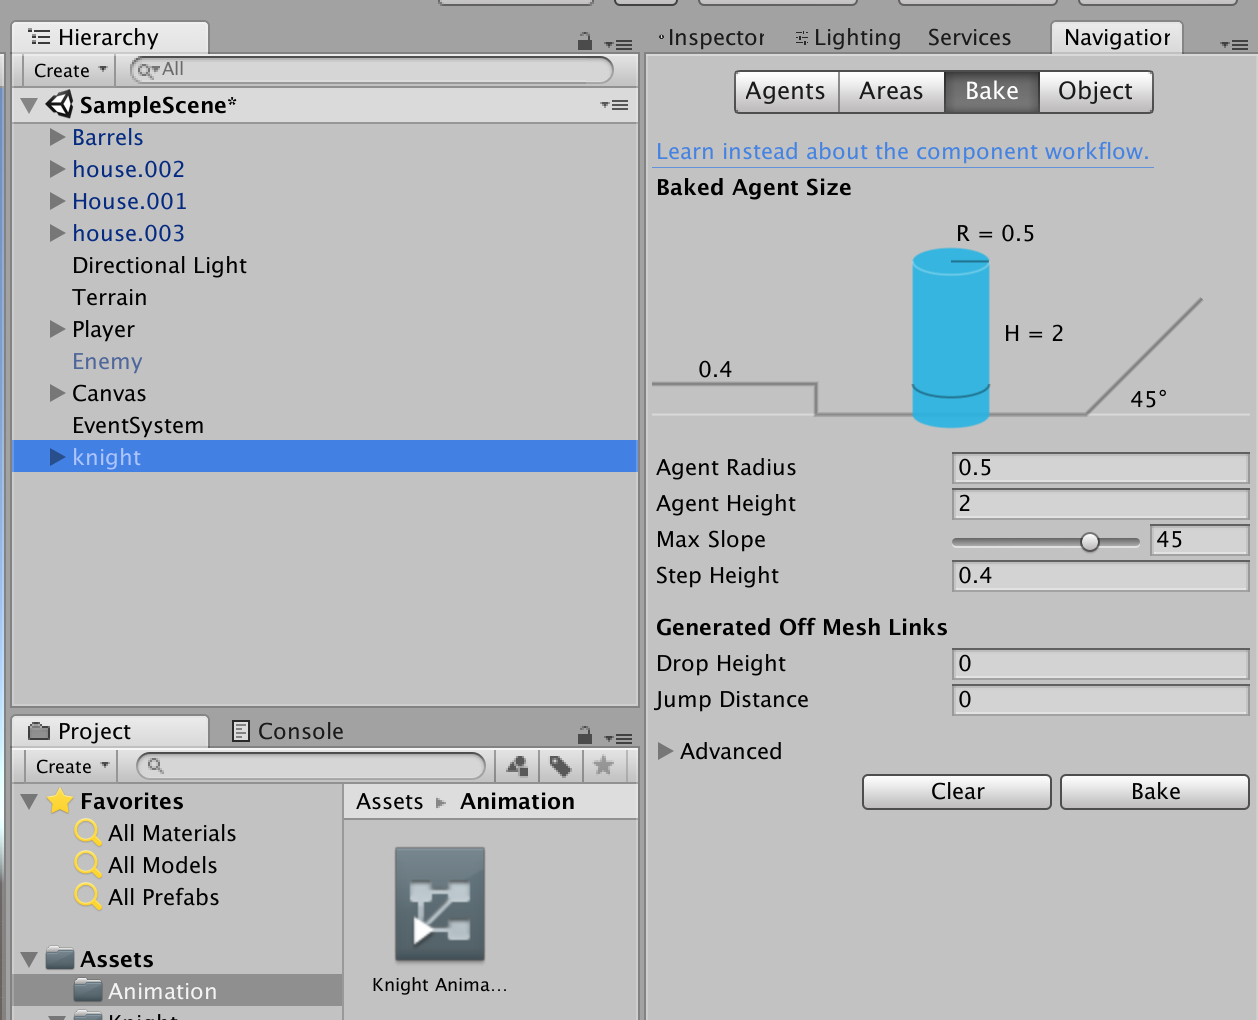 Hierarchy
Create
All
SampleScene*
Barrels
house.002
House.001
house.003
Directional Light
Terrain
Player
Enemy
Canvas
EventSystem
knight
Project
Console
Create
Favorites
All Materials
All Models
All Prefabs
Assets
Animation
Knight
Assets
Animation
Knight Anima...
Inspector
Lighting
Services
Navigation
Agents
Areas
Bake
Object
Learn instead about the component workflow.
Baked Agent Size
R = 0.5
H = 2
0.4
45°
Agent Radius 0.5
Agent Height 2
Max Slope 45
Step Height 0.4
Generated Off Mesh Links
Drop Height 0
Jump Distance 0
Advanced
Clear
Bake